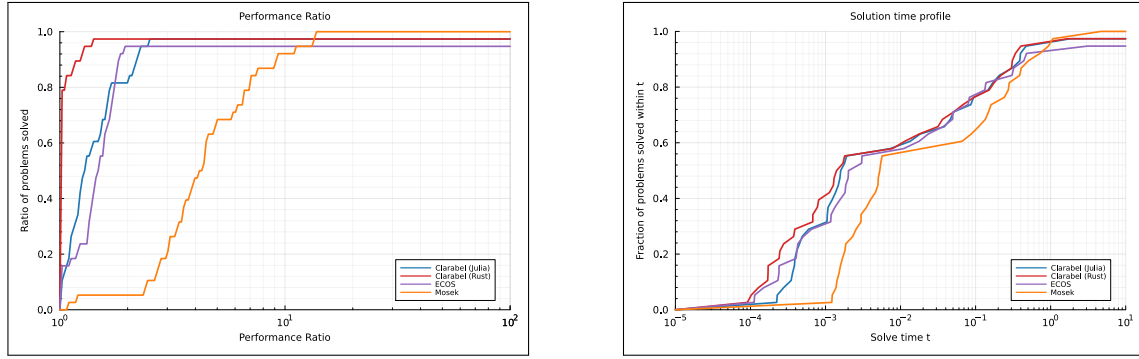 Performance Ratio
Ratio of problems solved
1.0
0.8
0.6
0.4
0.2
0.0
Clarabel (Julia)
Clarabel (Rust)
ECOS
Mosek
10^0
10^1
10^2
Performance Ratio
Solution time profile
Fraction of problems solved within t
1.0
0.8
0.6
0.4
0.2
0.0
Clarabel (Julia)
Clarabel (Rust)
ECOS
Mosek
10^-5
10^-4
10^-3
10^-2
10^-1
10^0
10^1
Solve time t